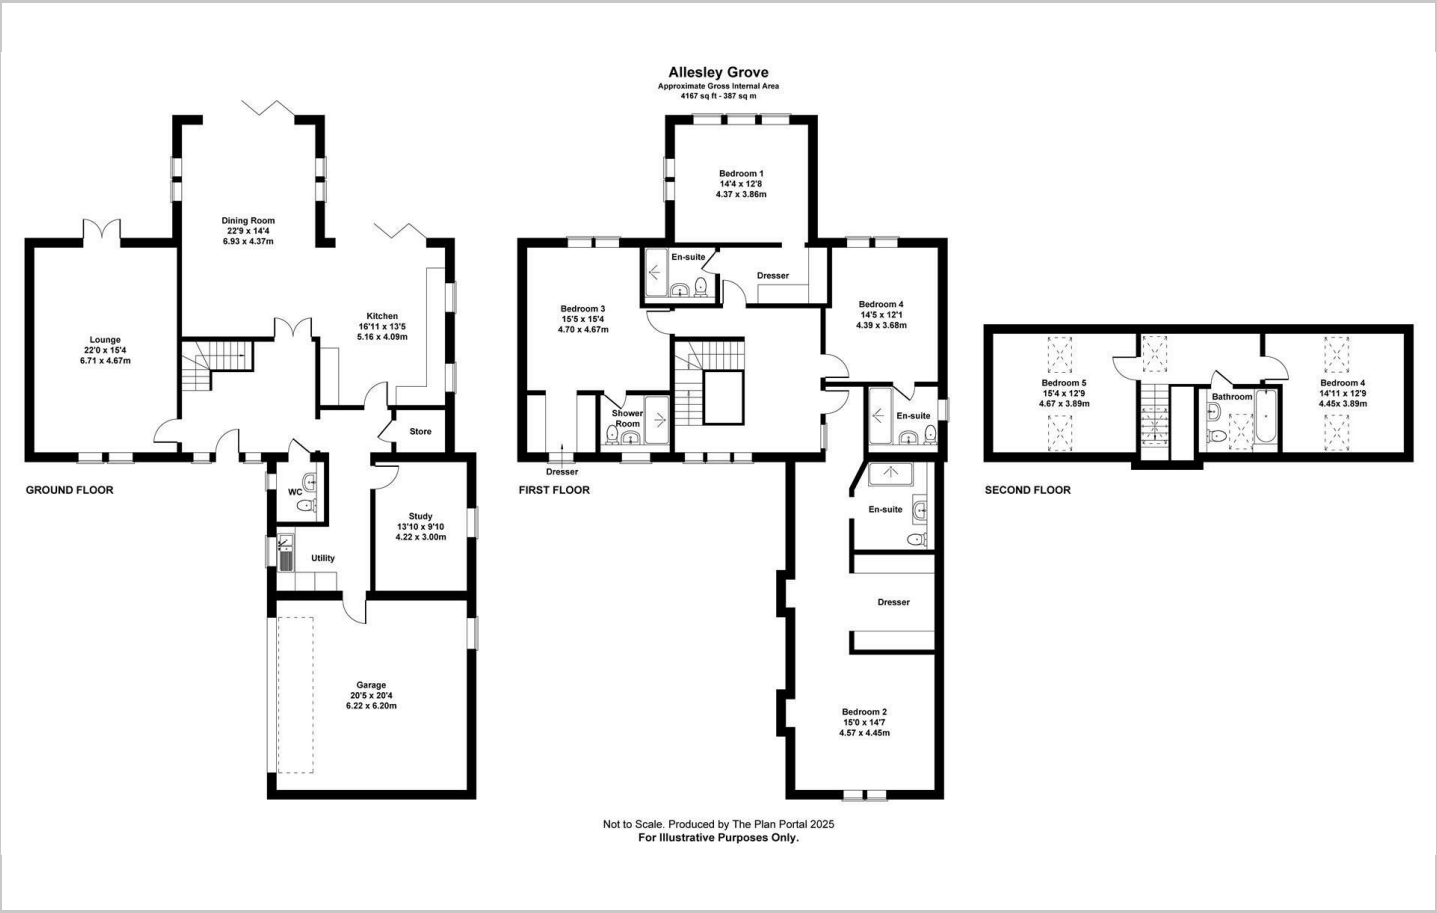 Allesley Grove
Approximate Gross Internal Area
4167 sq ft - 387 sq m
Dining Room
22'9 x 14'4
6.93 x 4.37m
Kitchen
16'11 x 13'5
5.16 x 4.09m
Lounge
22'0 x 15'4
6.71 x 4.67m
Store
WC
Study
13'10 x 9'10
4.22 x 3.00m
Utility
Garage
20'5 x 20'4
6.22 x 6.20m
GROUND FLOOR
Bedroom 1
14'4 x 12'8
4.37 x 3.86m
En-suite
Dresser
Bedroom 3
15'5 x 15'4
4.70 x 4.67m
Bedroom 4
14'5 x 12'1
4.39 x 3.68m
Shower
Room
En-suite
Dresser
En-suite
Dresser
Bedroom 2
15'0 x 14'7
4.57 x 4.45m
FIRST FLOOR
Bedroom 5
15'4 x 12'9
4.67 x 3.89m
Bathroom
Bedroom 4
14'11 x 12'9
4.45x 3.89m
SECOND FLOOR
Not to Scale. Produced by The Plan Portal 2025
For Illustrative Purposes Only.